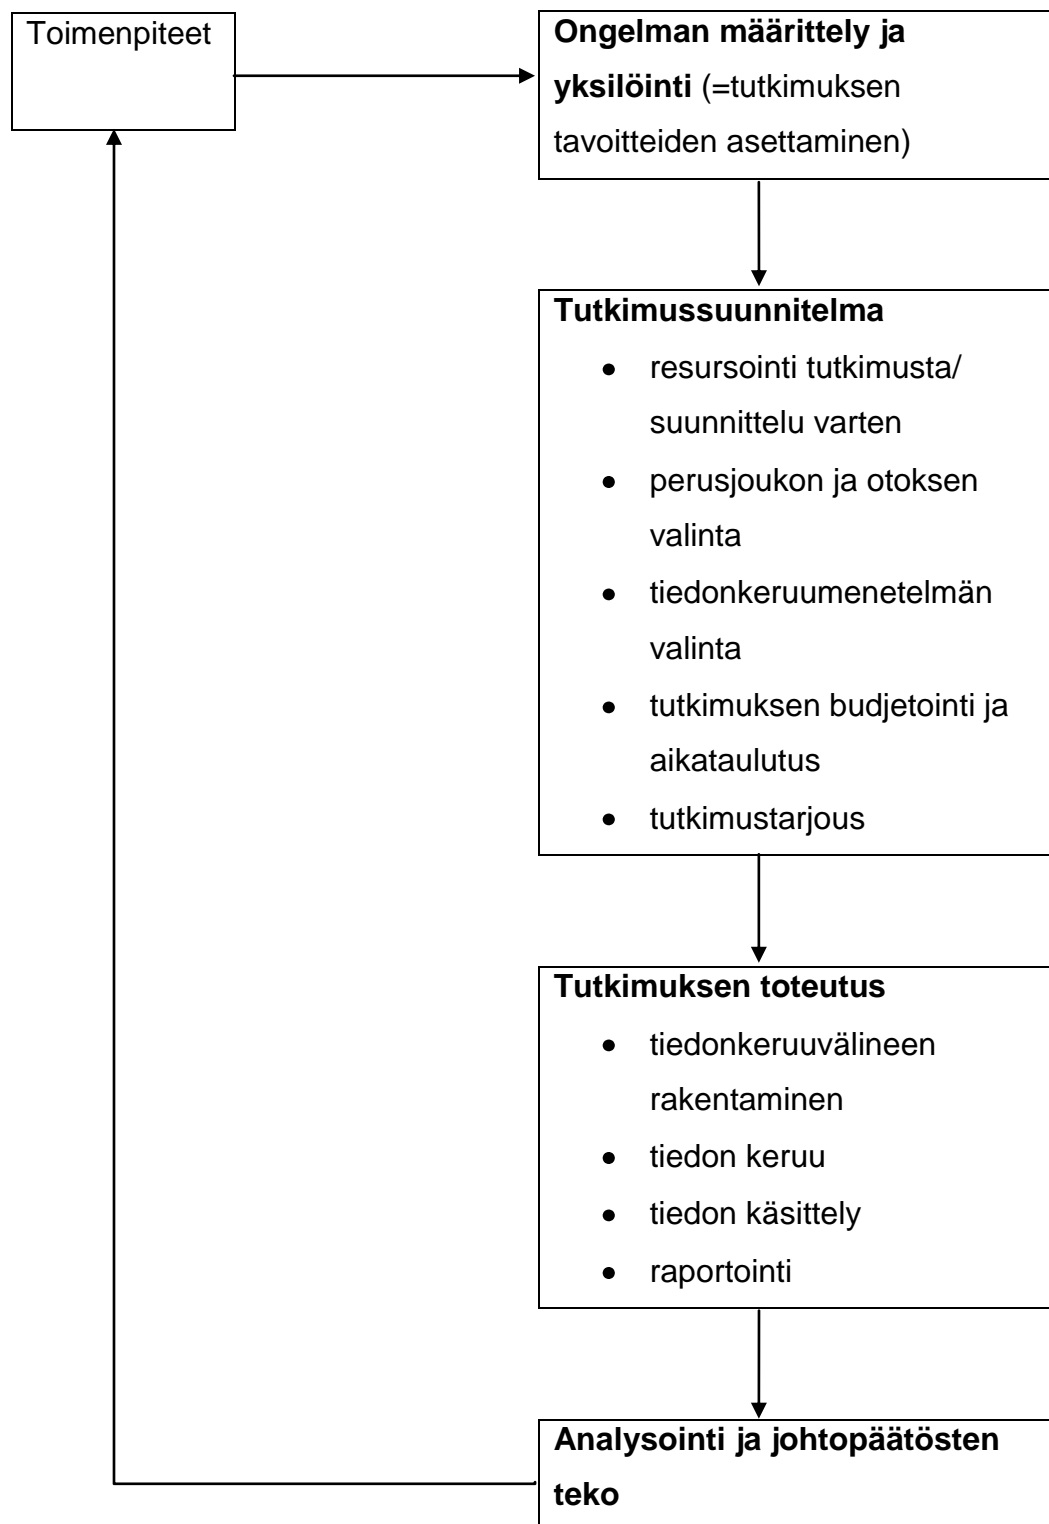 Toimenpiteet
Ongelman määrittely ja
yksilöinti (=tutkimuksen
tavoitteiden asettaminen)
Tutkimussuunnitelma
• resursointi tutkimusta/
suunnittelu varten
• perusjoukon ja otoksen
valinta
• tiedonkeruumenetelmän
valinta
• tutkimuksen budjetointi ja
aikataulutus
• tutkimustarjous
Tutkimuksen toteutus
• tiedonkeruuvälineen
rakentaminen
• tiedon keruu
• tiedon käsittely
• raportointi
Analysointi ja johtopäätösten
teko